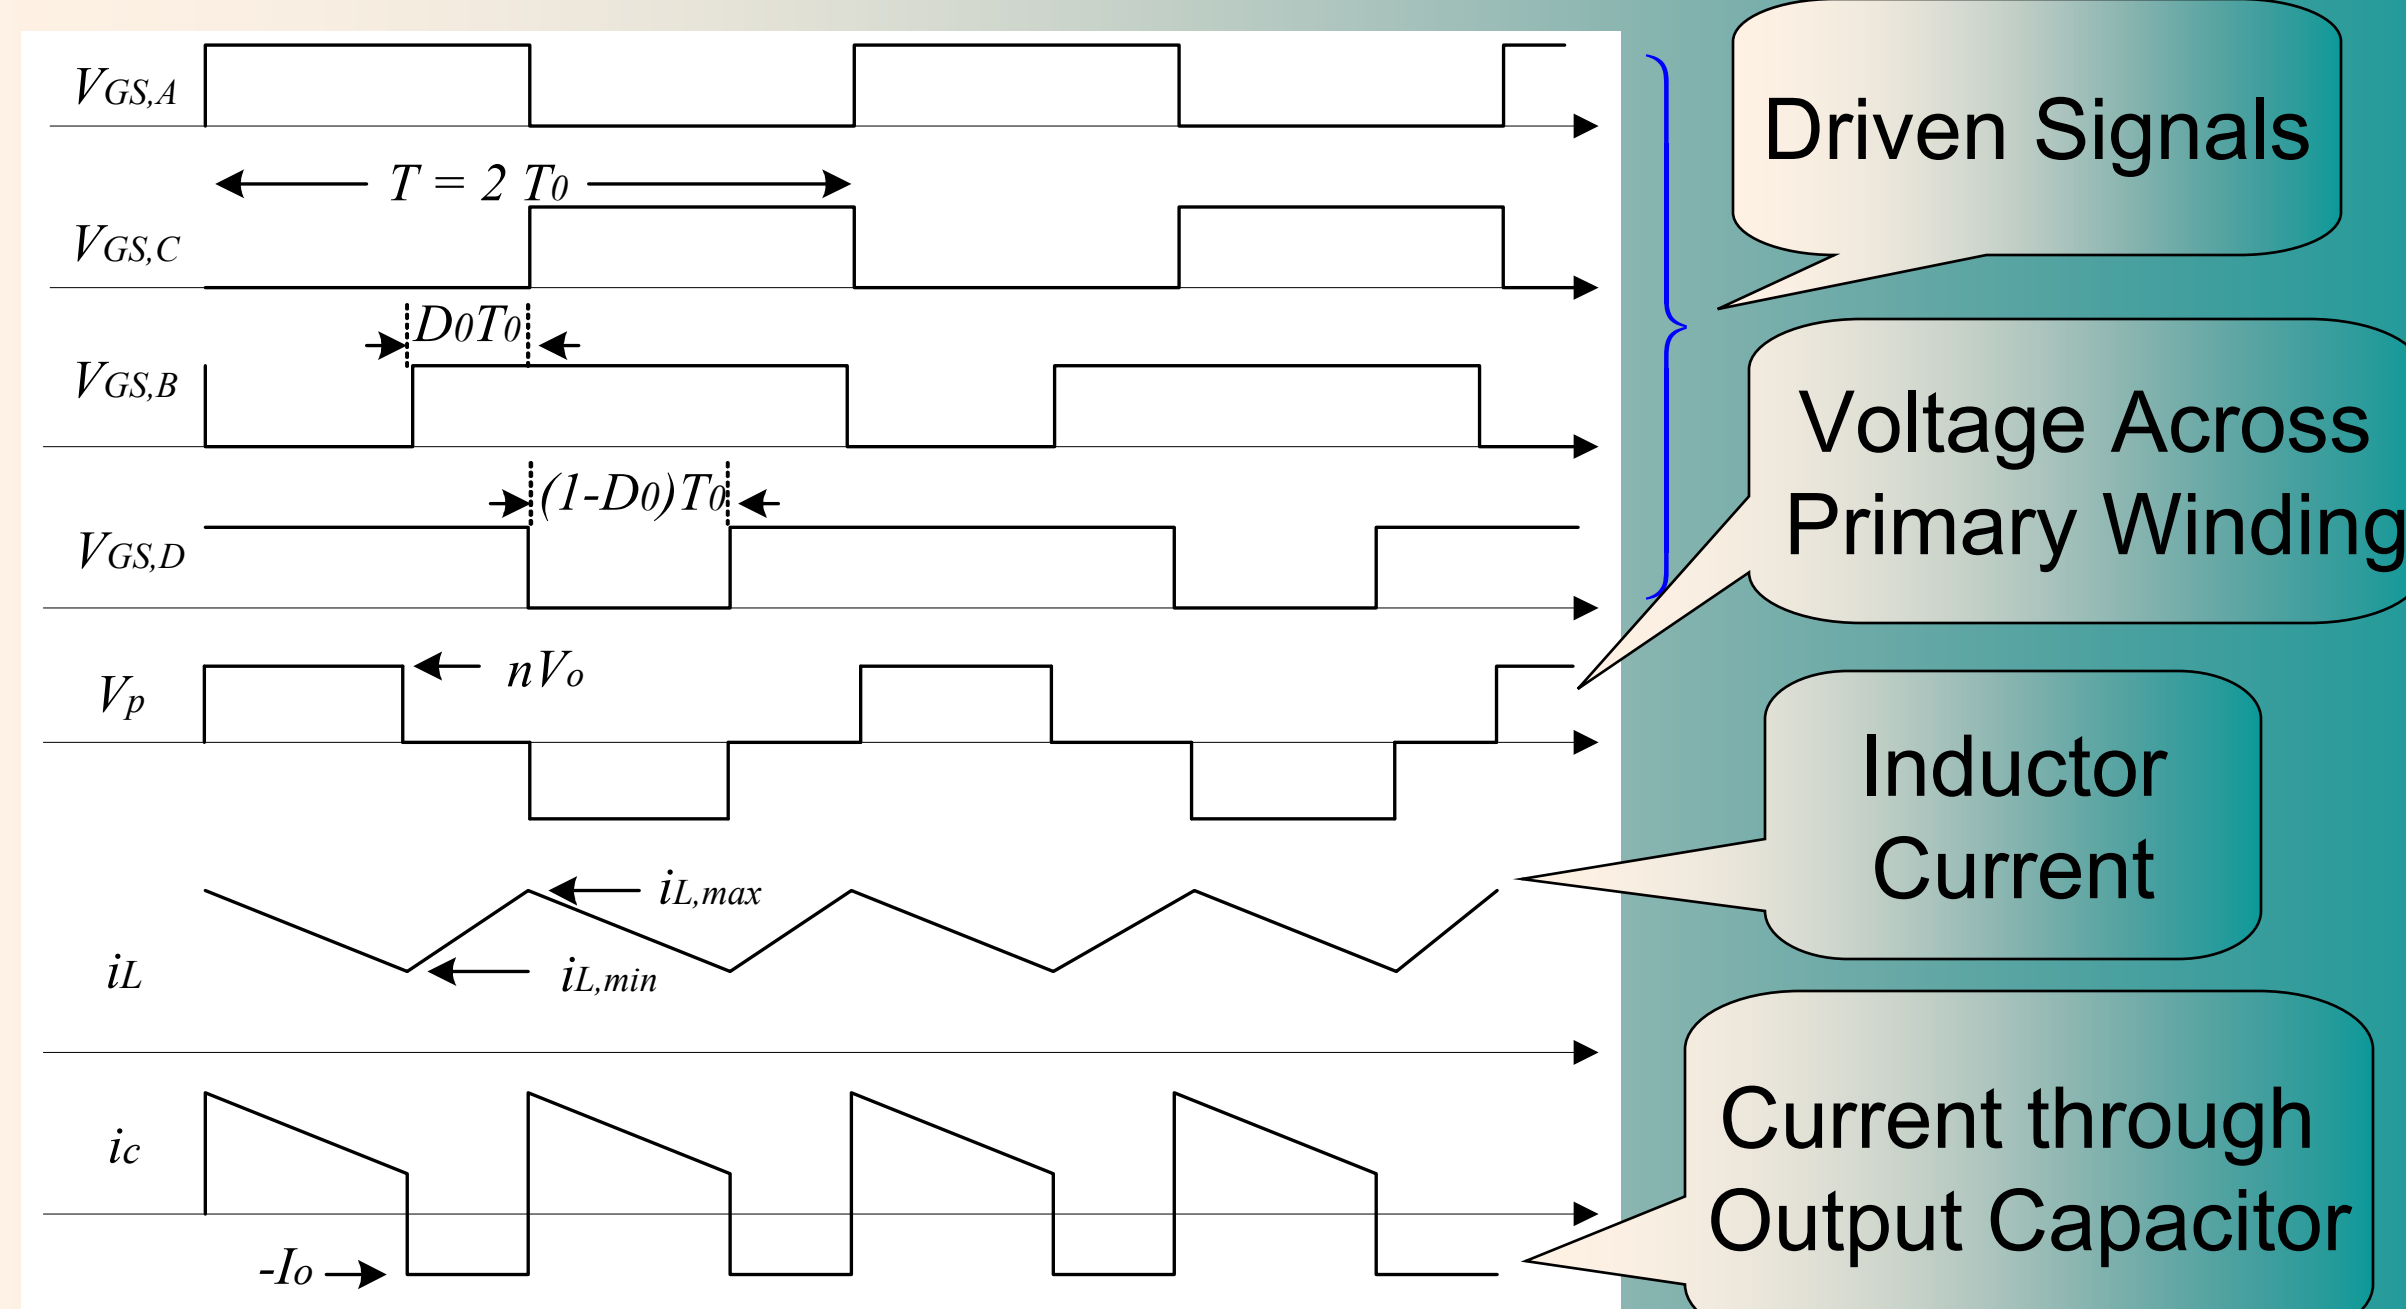 VGS,A
T = 2 T0
VGS,C
D0T0
VGS,B
(1-D0)T0
VGS,D
nVo
Vp
iL,max
iL
iL,min
ic
-Io
Driven Signals
Voltage Across
Primary Winding
Inductor
Current
Current through
Output Capacitor